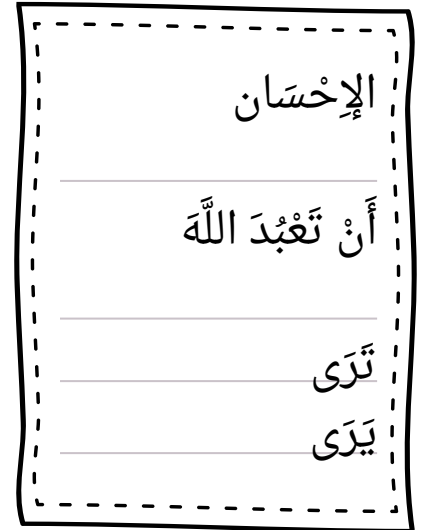 الإِحْسَان
أَنْ تَعْبُدَ اللَّهَ
تَرَى
يَرَى